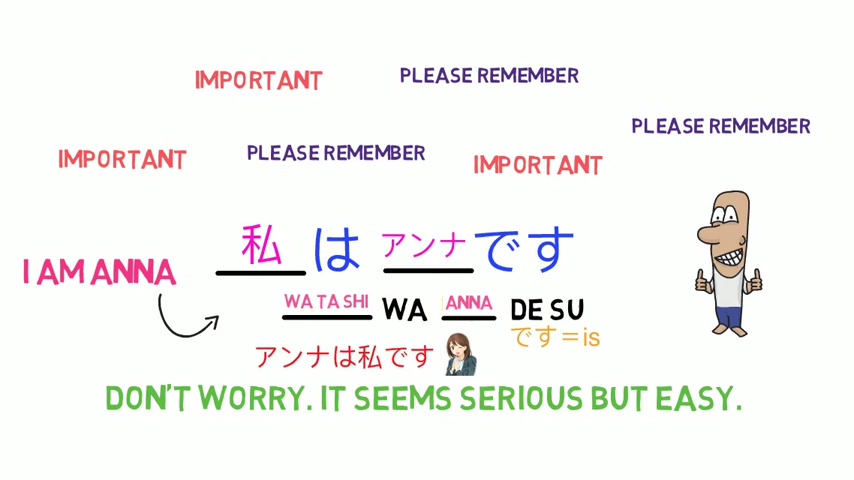 IMPORTANT
PLEASE REMEMBER
PLEASE REMEMBER
IMPORTANT
PLEASE REMEMBER
IMPORTANT
I AM ANNA
私はアンナです
WA TA SHI WA ANNA DE SU
です＝is
アンナは私です
DON'T WORRY. IT SEEMS SERIOUS BUT EASY.